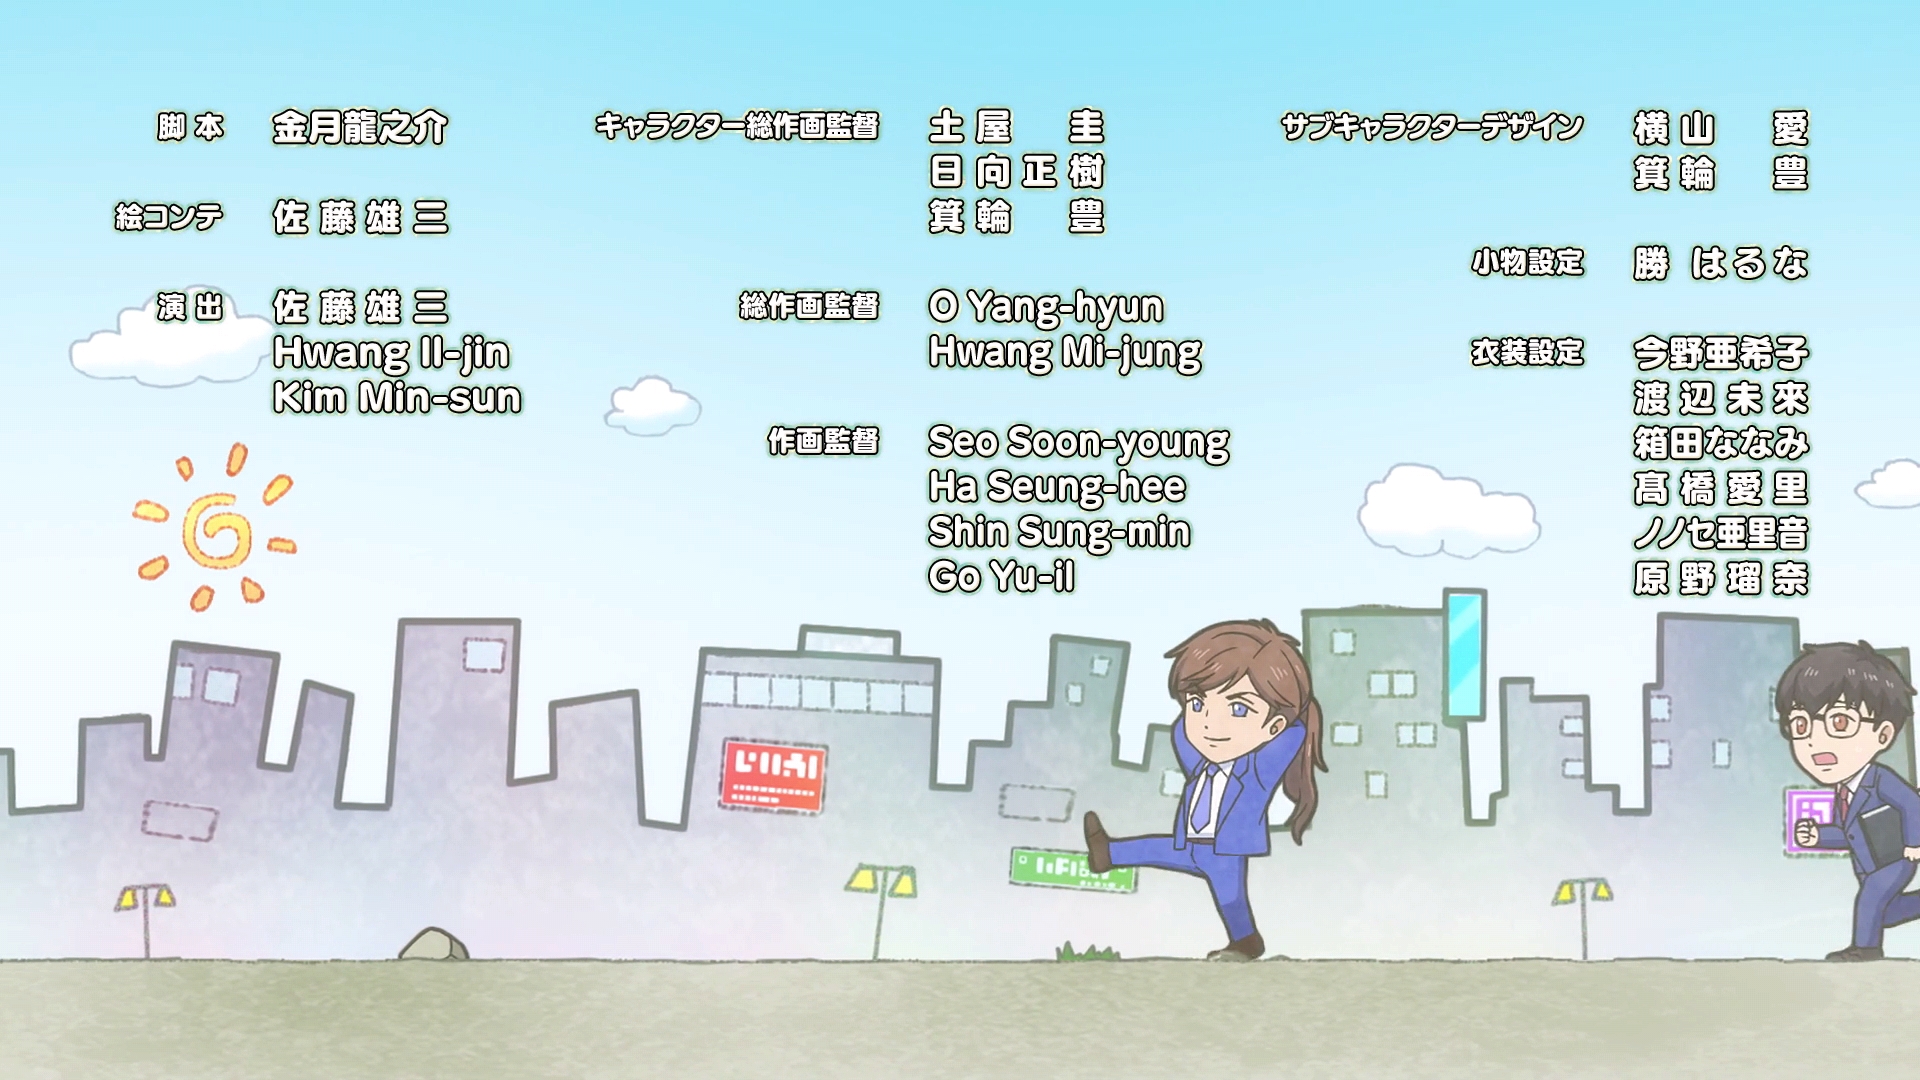 脚本 金月龍之介
絵コンテ 佐藤雄三
演出 佐藤雄三
Hwang Il-jin
Kim Min-sun
キャラクター総作画監督 土屋 圭
日向正樹
箕輪 豊
総作画監督 O Yang-hyun
Hwang Mi-jung
作画監督 Seo Soon-young
Ha Seung-hee
Shin Sung-min
Go Yu-il
サブキャラクターデザイン 横山 愛
箕輪 豊
小物設定 勝 はるな
衣装設定 今野亜希子
渡辺未來
箱田ななみ
髙橋愛里
ノノセ亜里音
原野瑠奈